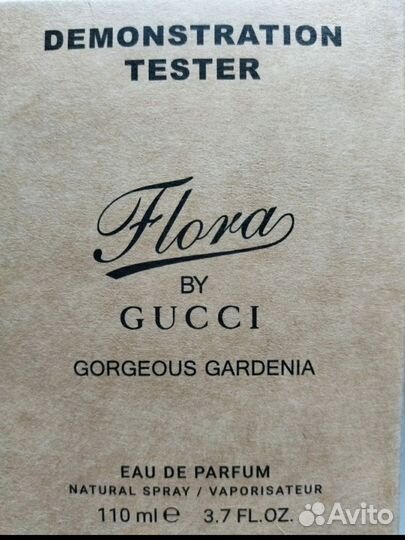 DEMONSTRATION
TESTER
Flora
BY
GUCCI
GORGEOUS GARDENIA
EAU DE PARFUM
NATURAL SPRAY / VAPORISATEUR
110 ml ℮ 3.7 FL.OZ.
Avito